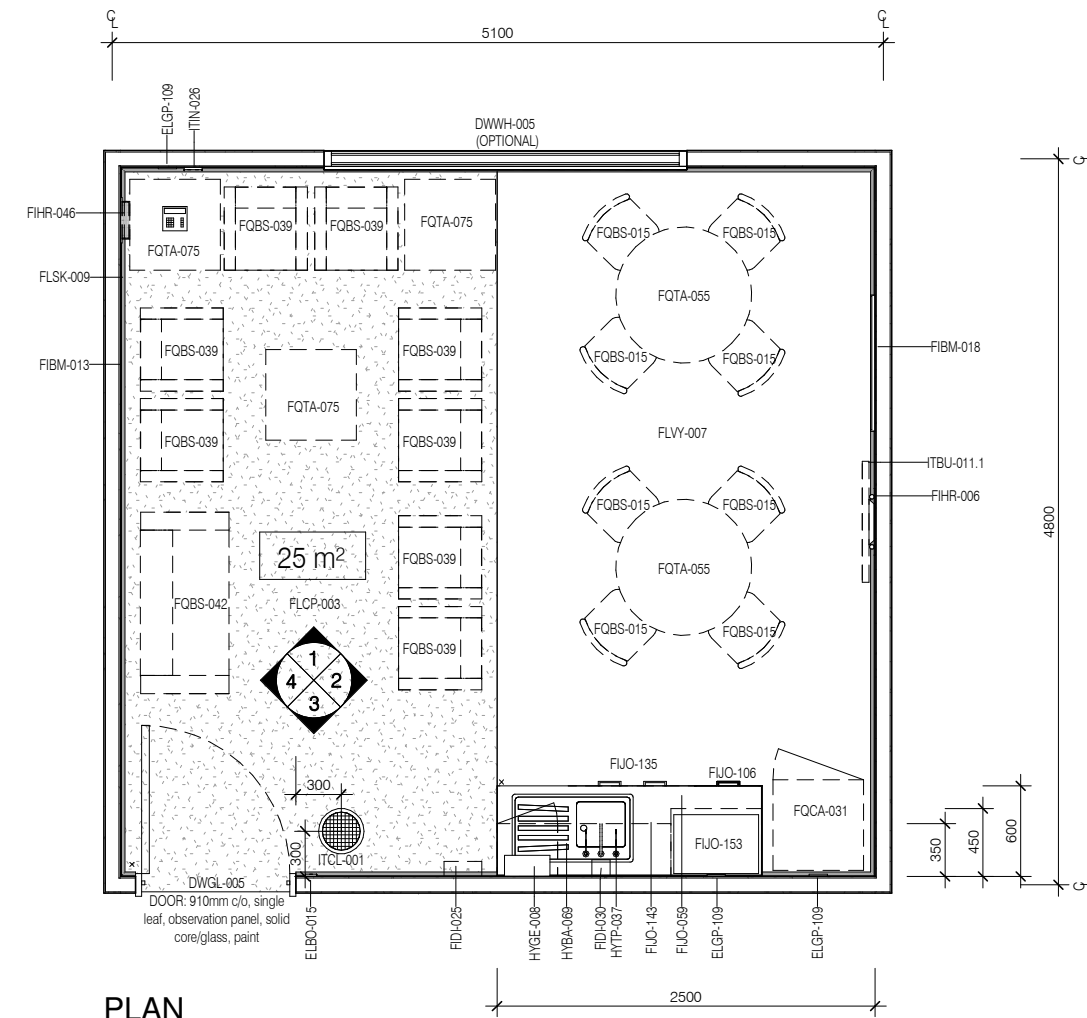 ℄
℄
5100
ELGP-109
ITIN-026
DWWH-005
(OPTIONAL)
℄
FIHR-046
FQTA-075
FQBS-039
FQBS-039
FQTA-075
FQBS-015
FQBS-015
FLSK-009
FQTA-055
FIBM-013
FQBS-039
FQBS-039
FQBS-015
FQBS-015
FIBM-018
FQTA-075
FQBS-039
FQBS-039
FLVY-007
ITBU-011.1
FIHR-006
FQBS-015
FQBS-015
4800
25 m²
FQBS-039
FQTA-055
FQBS-042
FLCP-003
FQBS-015
FQBS-015
FQBS-039
1
4
2
3
FIJO-135
FIJO-106
300
FQCA-031
300
ITCL-001
FIJO-153
350
450
600
℄
DWGL-005
DOOR: 910mm c/o, single
leaf, observation panel, solid
core/glass, paint
ELBO-015
FIDI-025
HYGE-008
HYBA-069
FIDI-030
HYTP-037
FIJO-143
FIJO-059
ELGP-109
ELGP-109
2500
PLAN